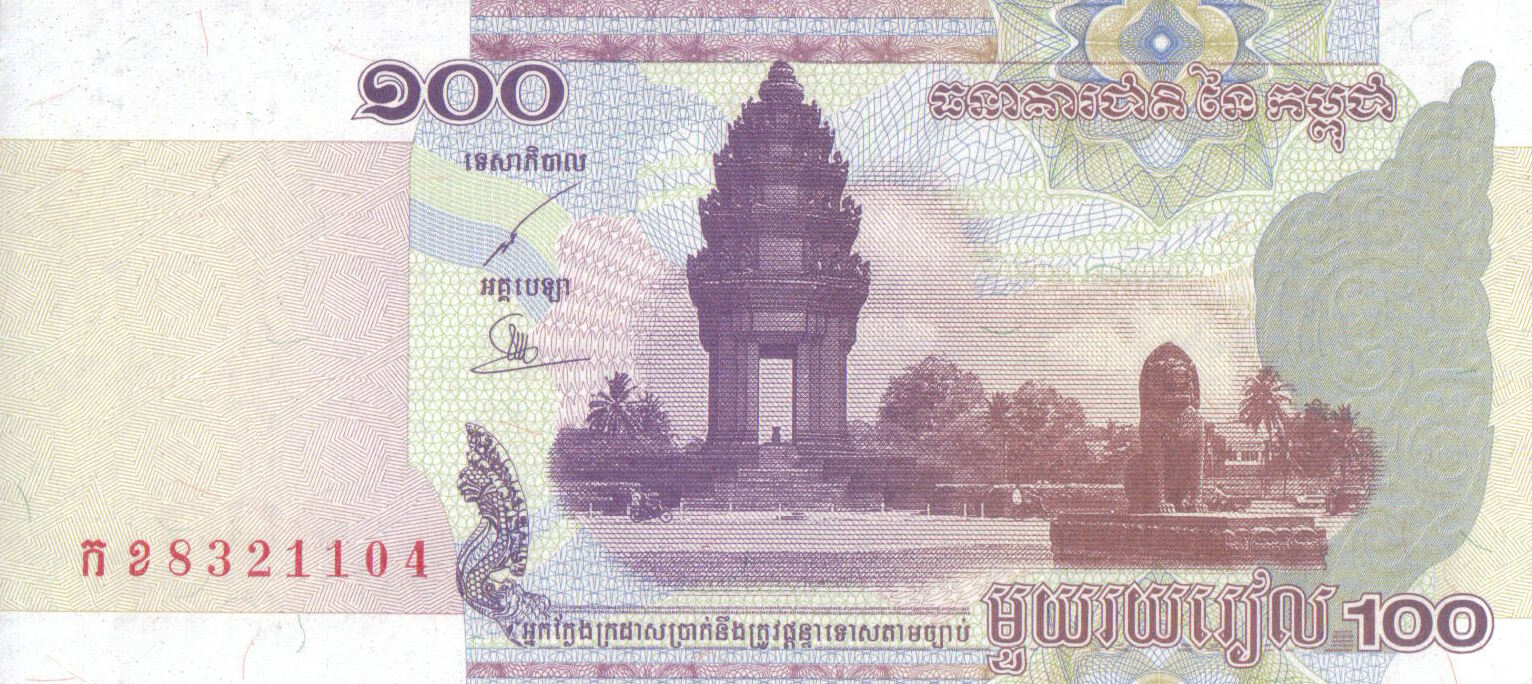 ១០០
ធនាគារជាតិ នៃ កម្ពុជា
ទេសាភិបាល
អគ្គបេឡា
ក ខ 8321104
អ្នកក្លែងក្រដាសប្រាក់នឹងត្រូវផ្តន្ទាទោសតាមច្បាប់
មួយរយរៀល 100